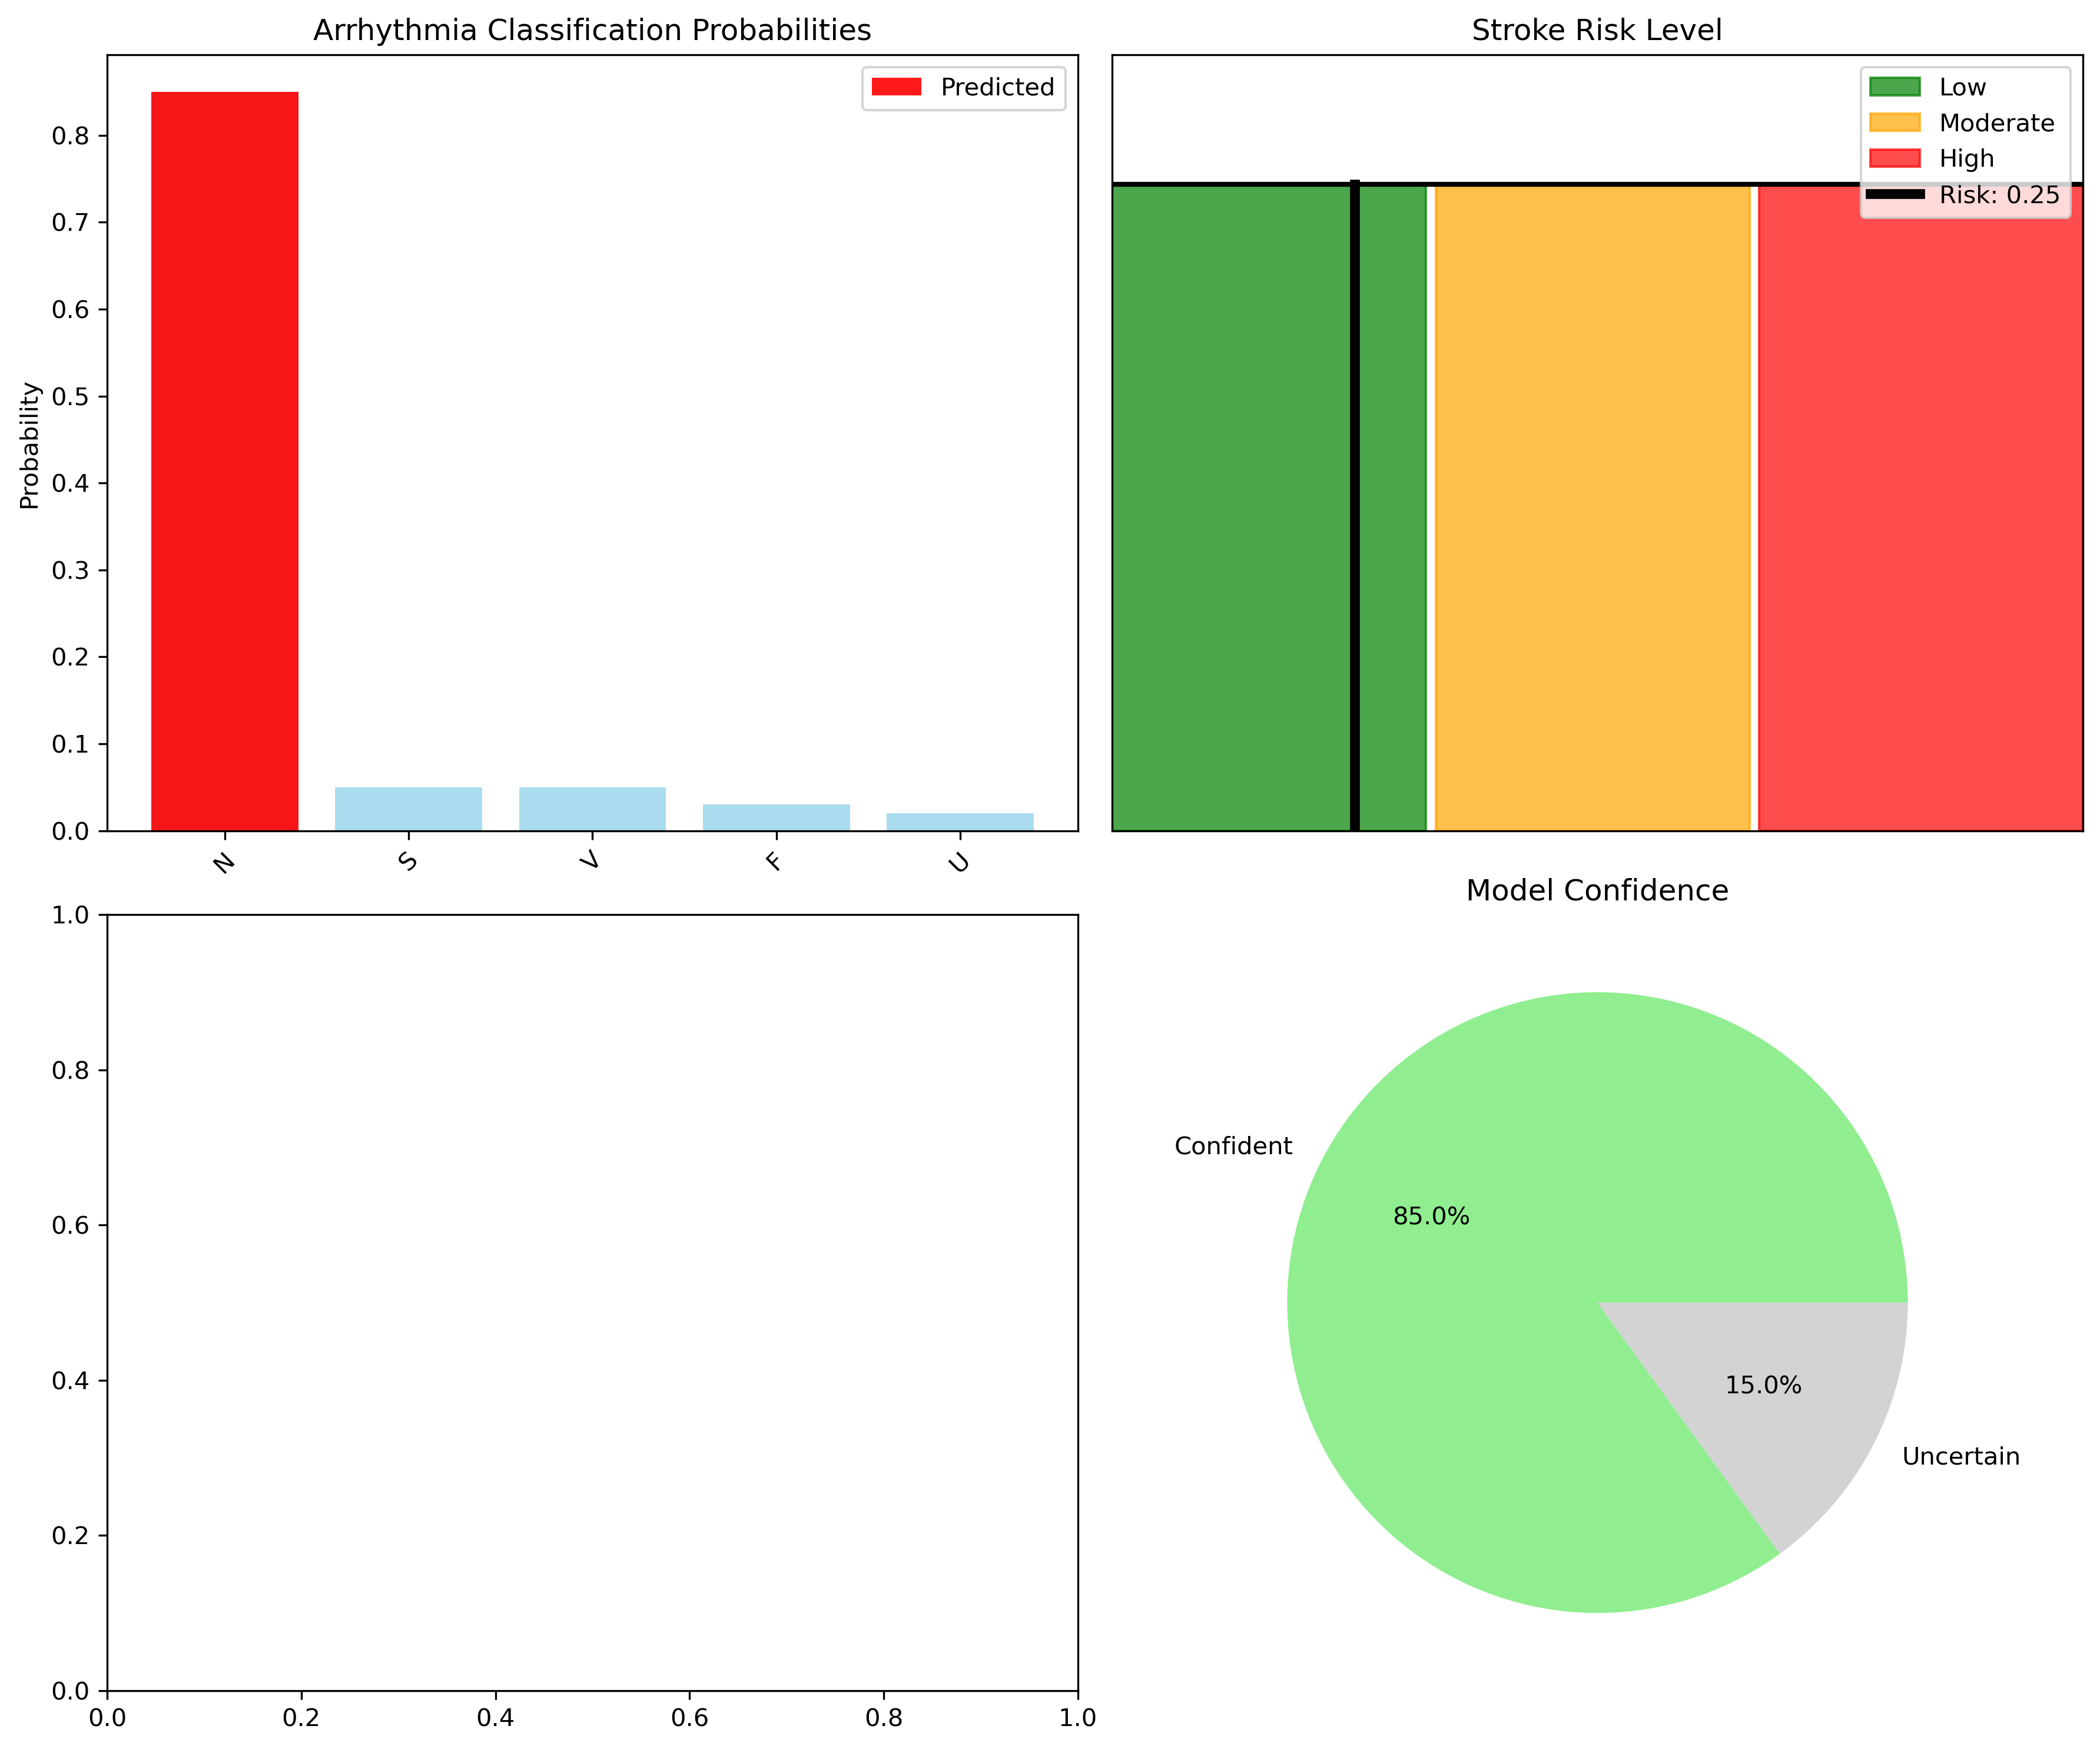 Arrhythmia Classification Probabilities
Predicted
Probability
0.8
0.7
0.6
0.5
0.4
0.3
0.2
0.1
0.0
N
S
V
F
U
Stroke Risk Level
Low
Moderate
High
Risk: 0.25
1.0
0.8
0.6
0.4
0.2
0.0
0.0
0.2
0.4
0.6
0.8
1.0
Model Confidence
Confident
85.0%
15.0%
Uncertain